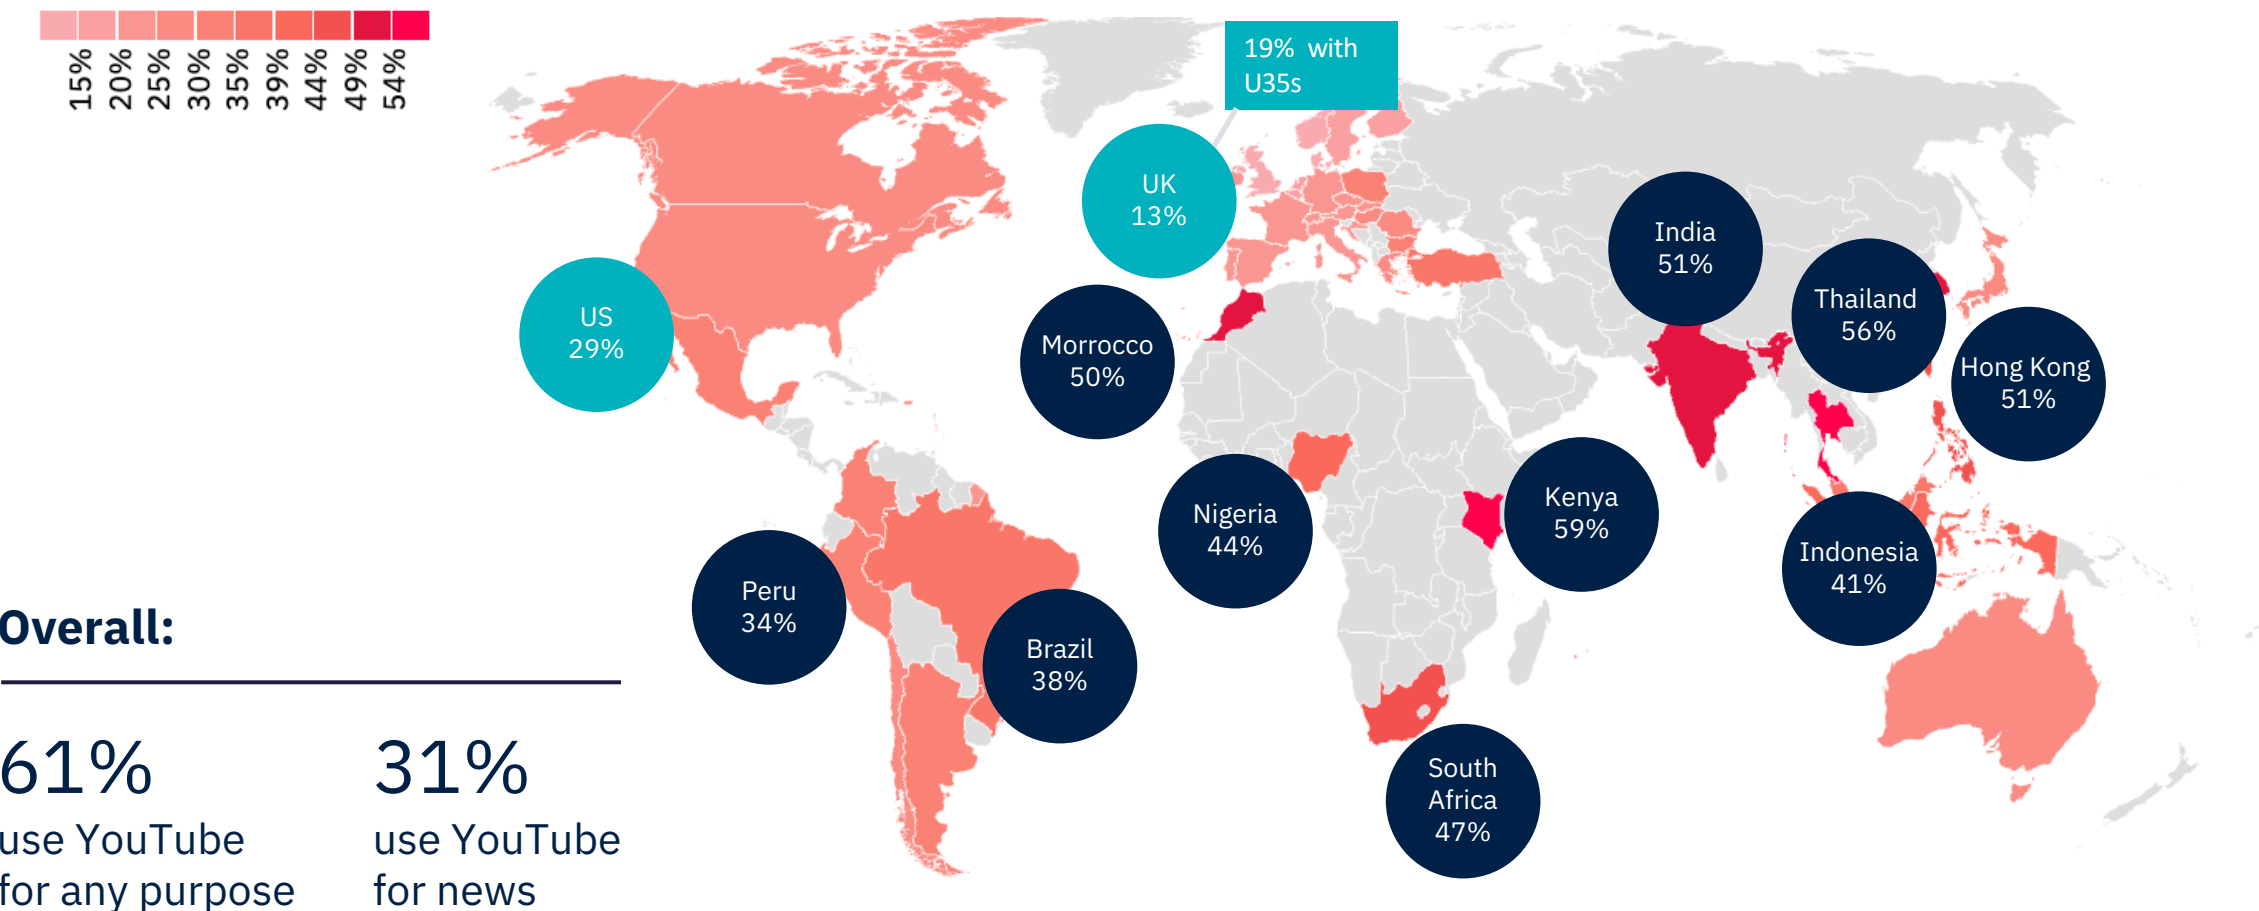 15%
20%
25%
30%
35%
39%
44%
49%
54%
19% with
U35s
UK
13%
US
29%
Morrocco
50%
India
51%
Thailand
56%
Hong Kong
51%
Nigeria
44%
Kenya
59%
Indonesia
41%
Peru
34%
Brazil
38%
South
Africa
47%
Overall:
61%
use YouTube
for any purpose
31%
use YouTube
for news